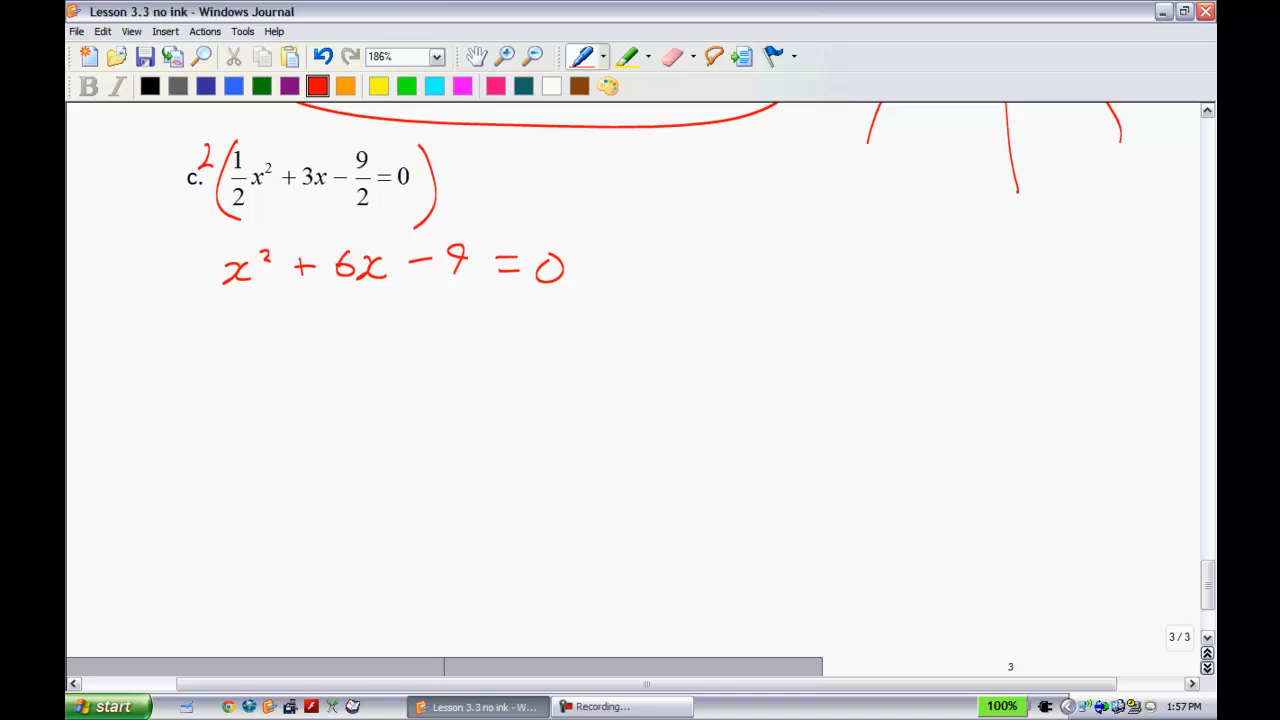 Lesson 3.3 no ink - Windows Journal
File Edit View Insert Actions Tools Help
186%
B I
c. 2 ( 1/2 x² + 3x − 9/2 = 0 )
x² + 6x − 9 = 0
3 / 3
3
start Lesson 3.3 no ink - W... Recording... 100% 1:57 PM